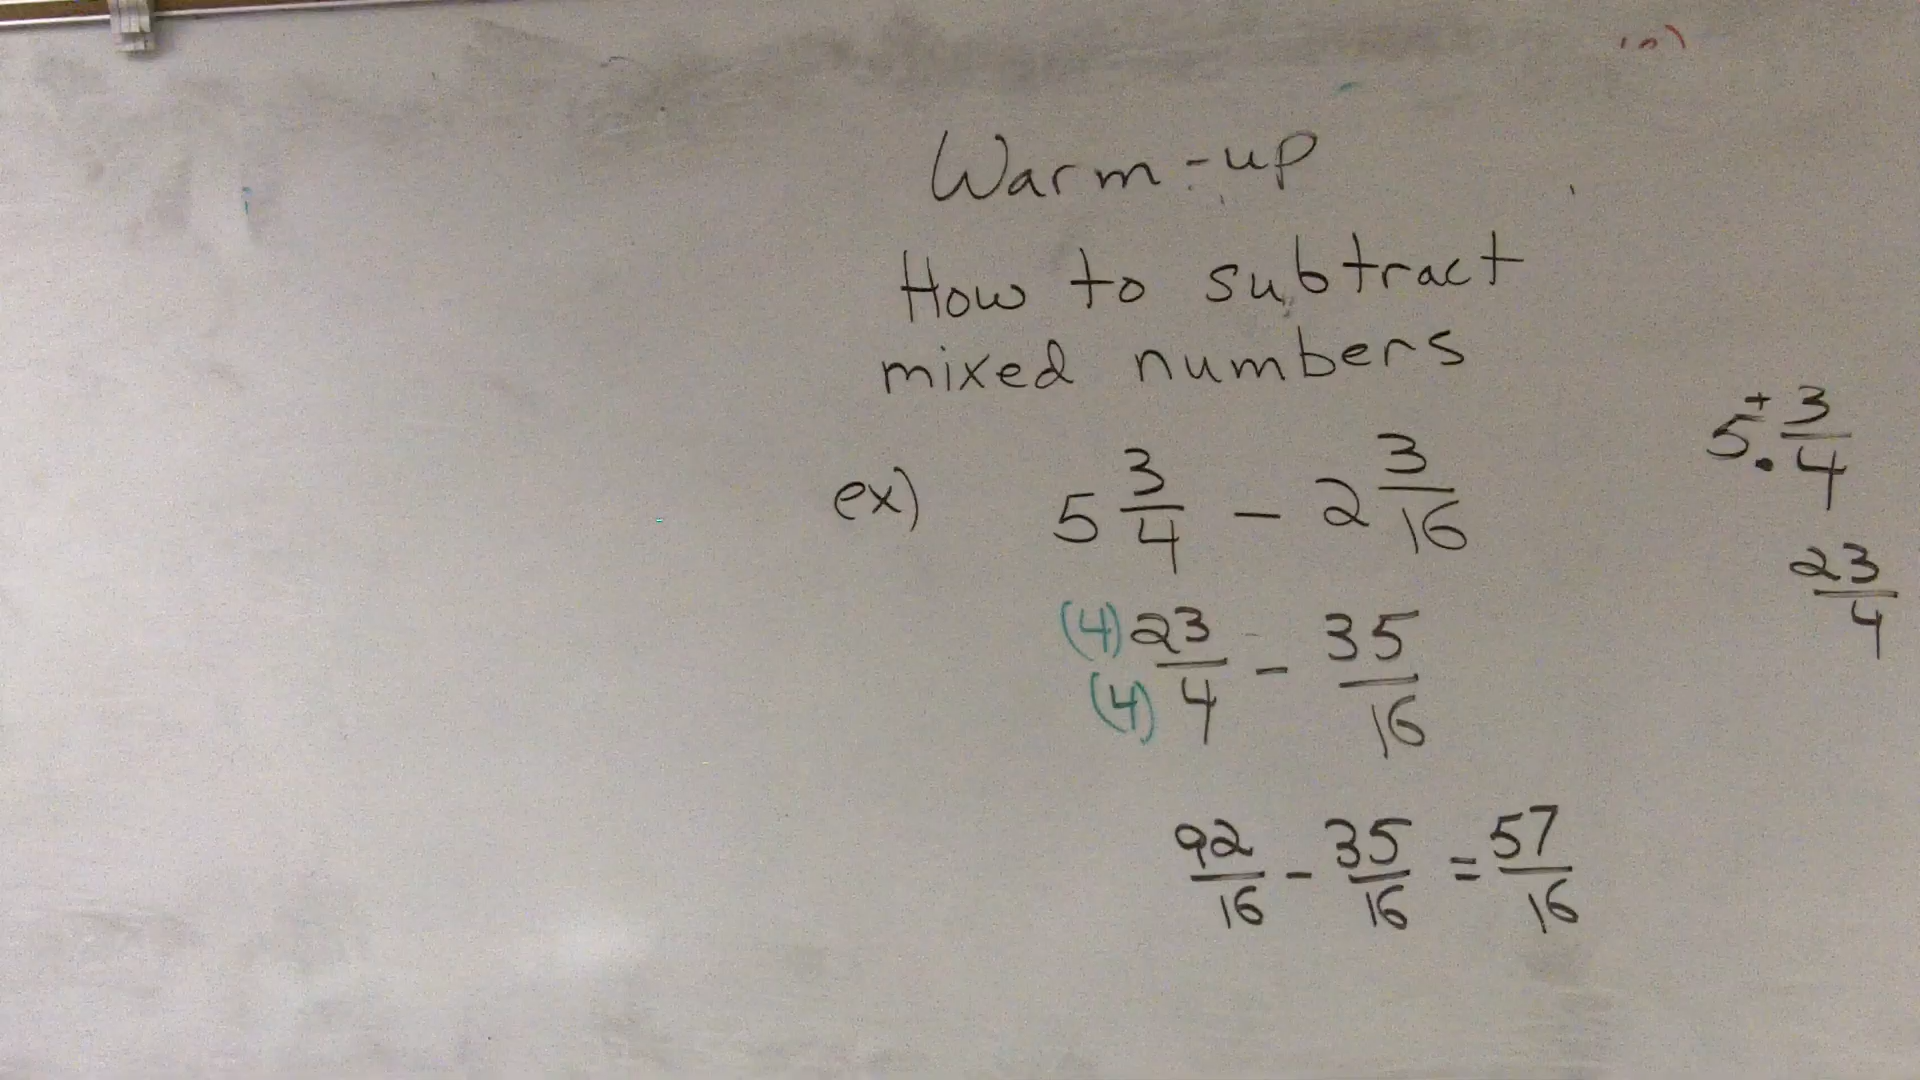 Warm-up
How to subtract
mixed numbers
ex) 5 3/4 - 2 3/16
(4)23/(4)4 - 35/16
92/16 - 35/16 = 57/16
5 + . 3/4
23/4